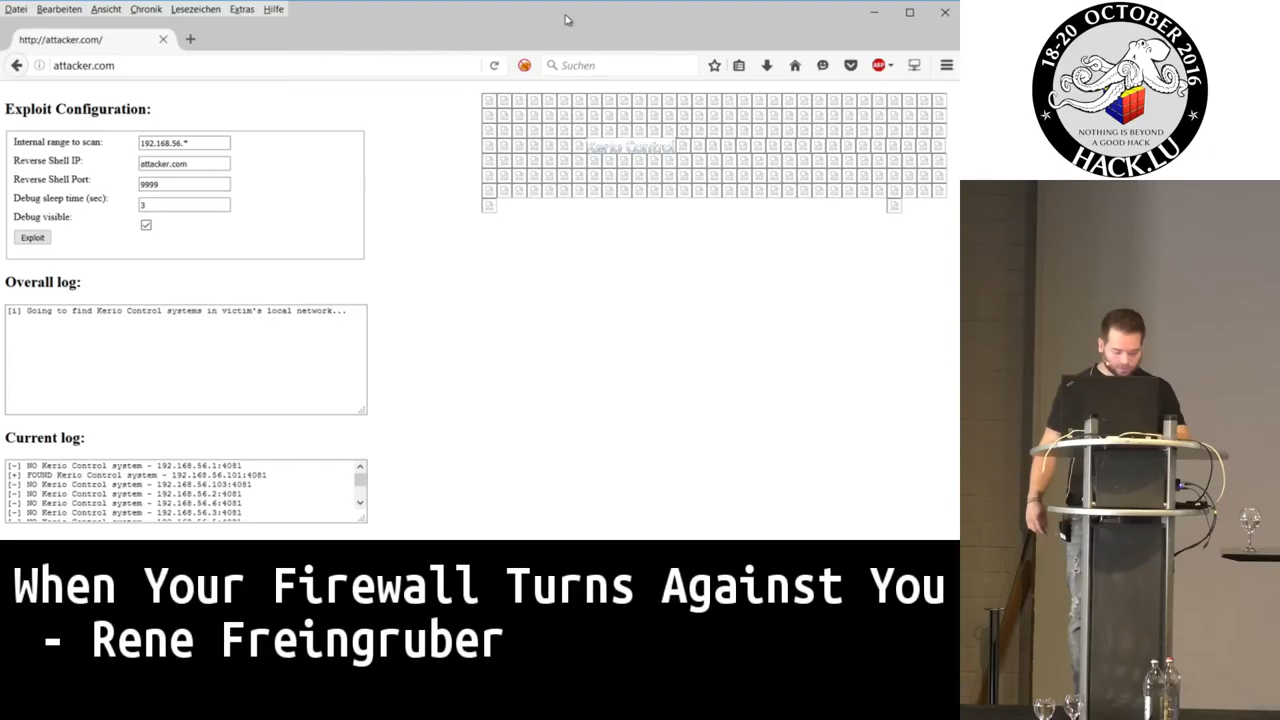 Datei Bearbeiten Ansicht Chronik Lesezeichen Extras Hilfe
http://attacker.com/
attacker.com
Suchen
ABP
Exploit Configuration:
Internal range to scan: 192.168.56.*
Reverse Shell IP: attacker.com
Reverse Shell Port: 9999
Debug sleep time (sec): 3
Debug visible:
Exploit
Kerio Control
Overall log:
[i] Going to find Kerio Control systems in victim's local network...
Current log:
[-] NO Kerio Control system - 192.168.56.1:4081
[+] FOUND Kerio Control system - 192.168.56.101:4081
[-] NO Kerio Control system - 192.168.56.103:4081
[-] NO Kerio Control system - 192.168.56.2:4081
[-] NO Kerio Control system - 192.168.56.6:4081
[-] NO Kerio Control system - 192.168.56.3:4081
18-20 OCTOBER 2016
NOTHING IS BEYOND
A GOOD HACK
HACK.LU
When Your Firewall Turns Against You
- Rene Freingruber